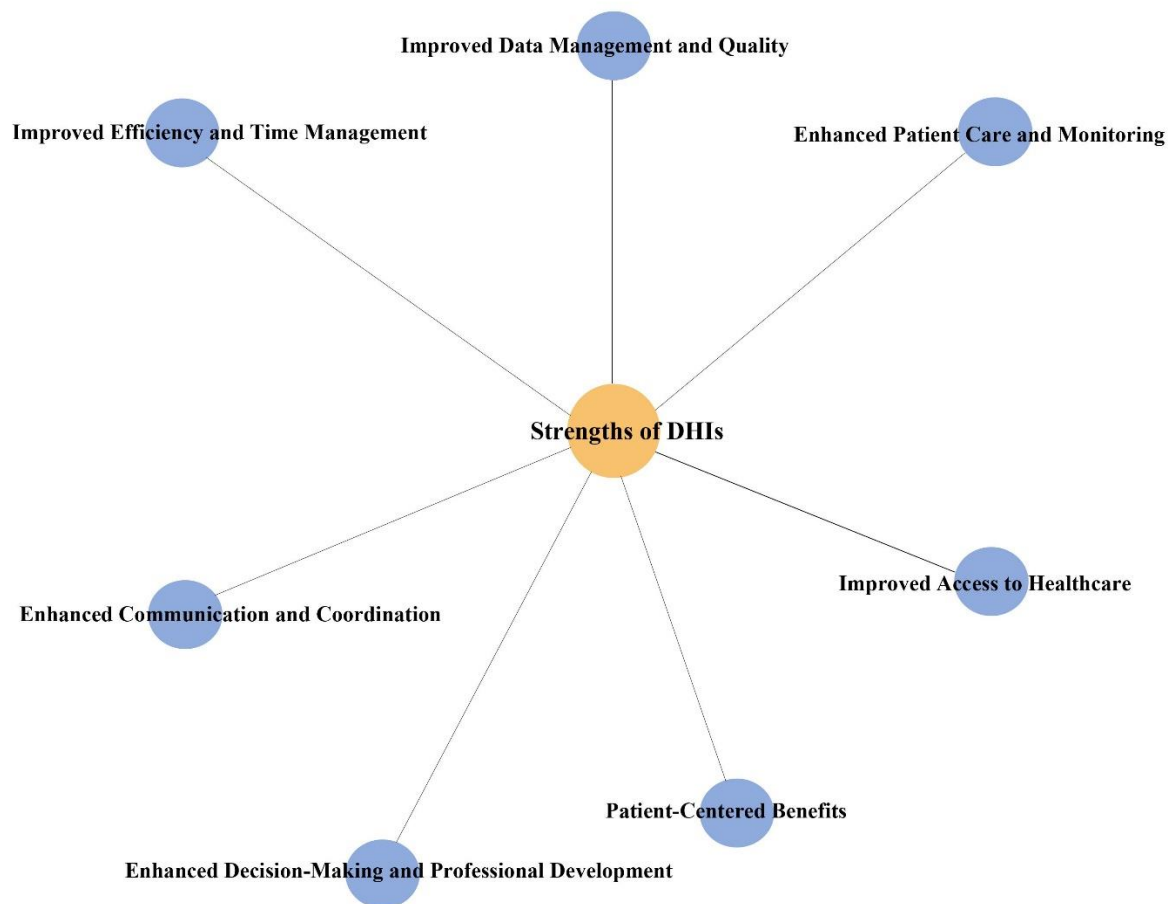 Improved Data Management and Quality
Improved Efficiency and Time Management
Enhanced Patient Care and Monitoring
Strengths of DHIs
Improved Access to Healthcare
Enhanced Communication and Coordination
Patient-Centered Benefits
Enhanced Decision-Making and Professional Development